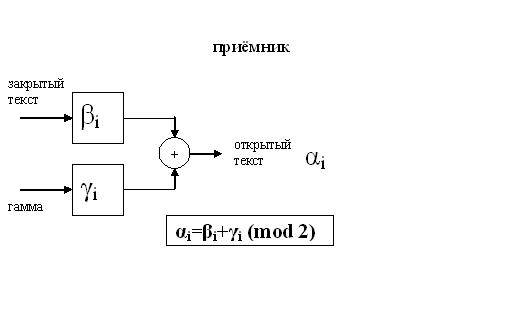 приёмник
закрытый
текст
βi
+
открытый
текст
αi
γi
гамма
αi=βi+γi (mod 2)